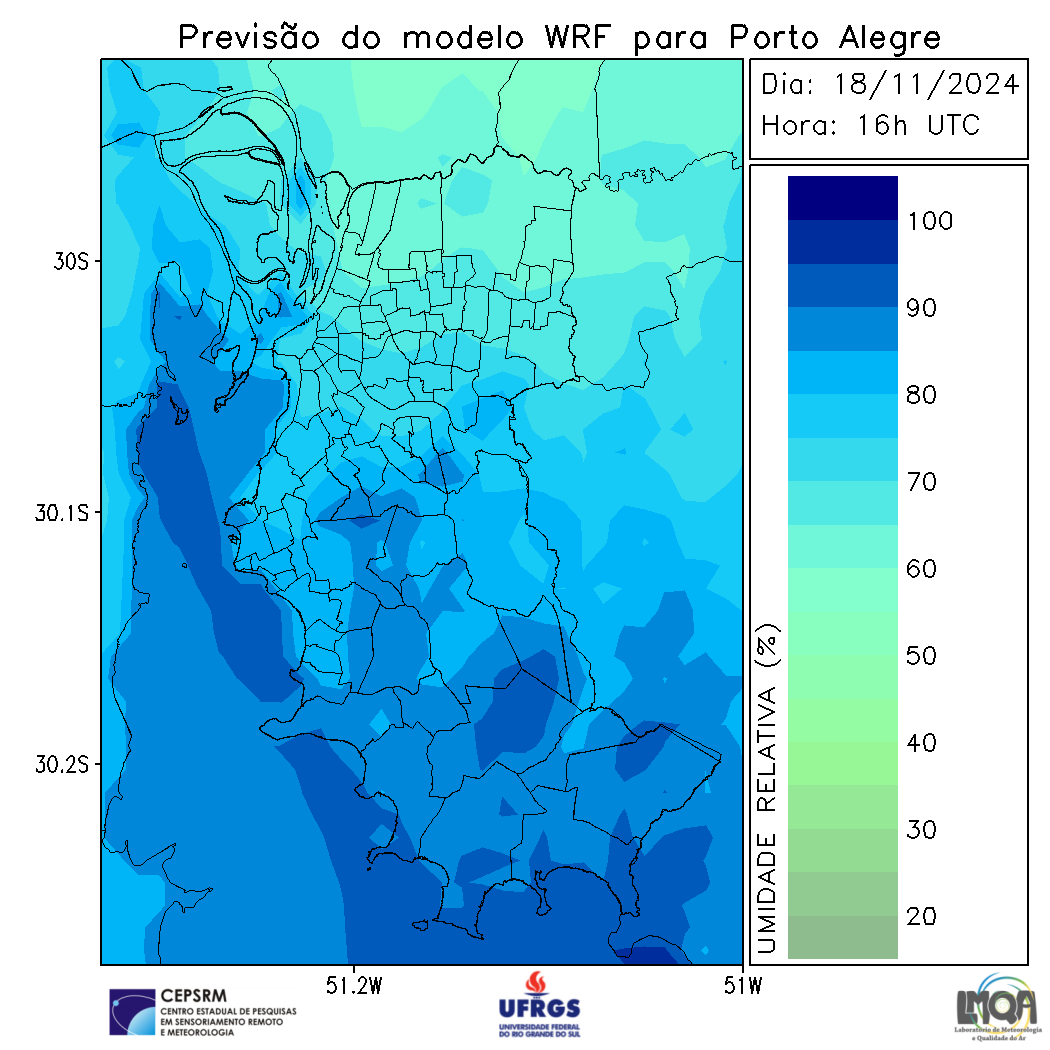 Previsão do modelo WRF para Porto Alegre
Dia: 18/11/2024
Hora: 16h UTC
30S
30.1S
30.2S
51.2W
51W
100
90
80
70
60
50
40
30
20
UMIDADE RELATIVA (%)
CEPSRM
CENTRO ESTADUAL DE PESQUISAS
EM SENSORIAMENTO REMOTO
E METEOROLOGIA
UFRGS
UNIVERSIDADE FEDERAL
DO RIO GRANDE DO SUL
LMQA
Laboratório de Meteorologia
e Qualidade do Ar